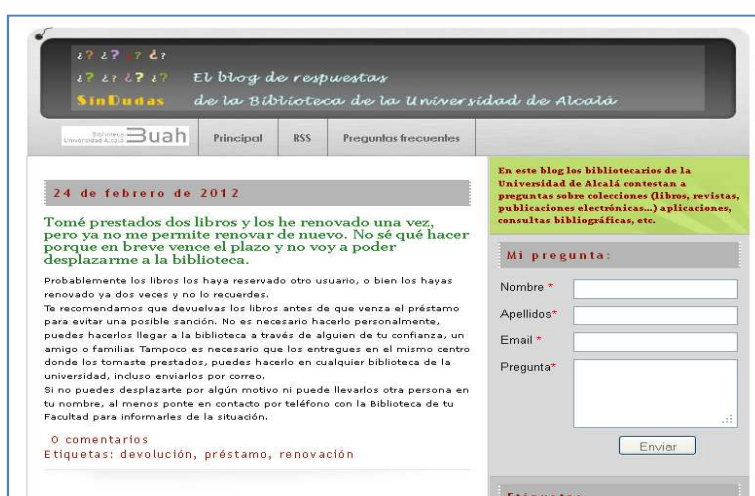 ¿? ¿? ¿? ¿?
¿? ¿? ¿? ¿? ¿? El blog de respuestas
SinDudas de la Biblioteca de la Universidad de Alcalá
Biblioteca Universidad Alcalá Buah Principal RSS Preguntas frecuentes
24 de febrero de 2012
Tomé prestados dos libros y los he renovado una vez,
pero ya no me permite renovar de nuevo. No sé qué hacer
porque en breve vence el plazo y no voy a poder
desplazarme a la biblioteca.
Probablemente los libros los haya reservado otro usuario, o bien los hayas
renovado ya dos veces y no lo recuerdes.
Te recomendamos que devuelvas los libros antes de que venza el préstamo
para evitar una posible sanción. No es necesario hacerlo personalmente,
puedes hacerlos llegar a la biblioteca a través de alguien de tu confianza, un
amigo o familiar. Tampoco es necesario que los entregues en el mismo centro
donde los tomaste prestados, puedes hacerlo en cualquier biblioteca de la
universidad, incluso enviarlos por correo.
Si no puedes desplazarte por algún motivo ni puede llevarlos otra persona en
tu nombre, al menos ponte en contacto por teléfono con la Biblioteca de tu
Facultad para informarles de la situación.
0 comentarios
Etiquetas: devolución, préstamo, renovación
En este blog los bibliotecarios de la
Universidad de Alcalá contestan a
preguntas sobre colecciones (libros, revistas,
publicaciones electrónicas...) aplicaciones,
consultas bibliográficas, etc.
Mi pregunta:
Nombre *
Apellidos*
Email *
Pregunta*
Enviar